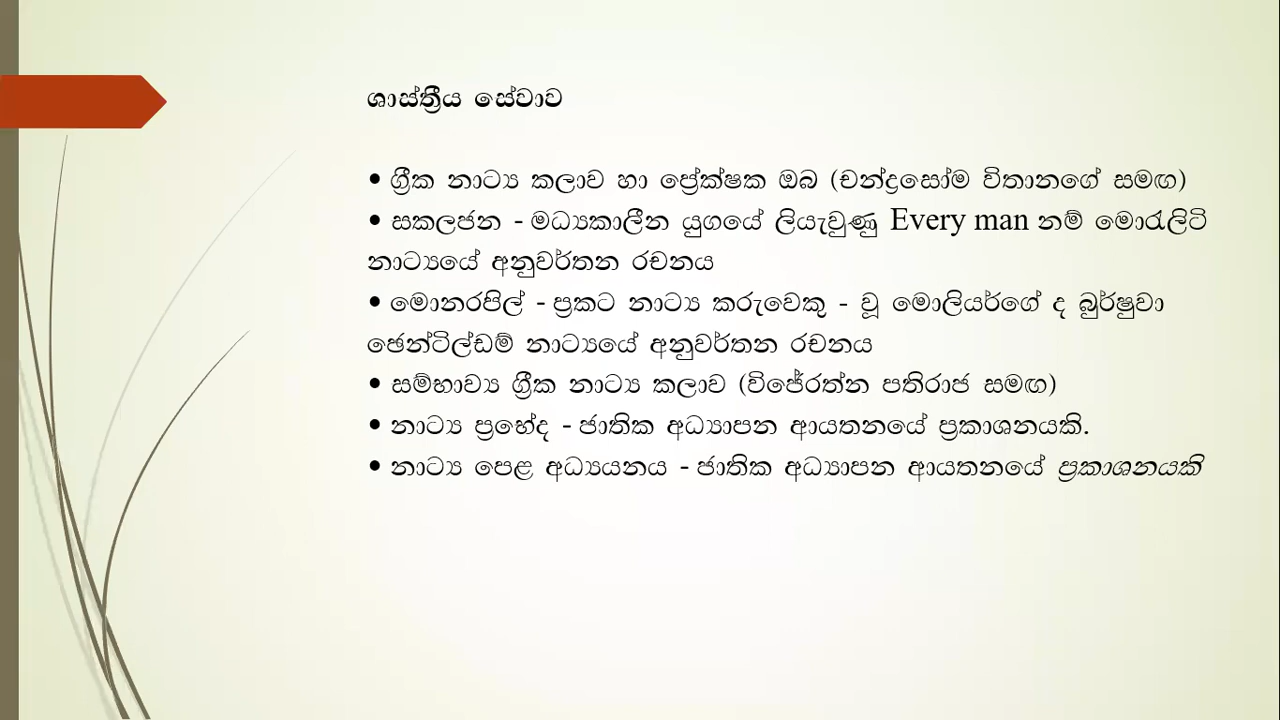 ශාස්ත්‍රීය සේවාව
• ග්‍රීක නාට්‍ය කලාව හා ප්‍රේක්ෂක ඔබ (චන්ද්‍රසෝම විතානගේ සමඟ)
• සකලජන - මධ්‍යකාලීන යුගයේ ලියැවුණු Every man නම් මොරැලිටි
නාට්‍යයේ අනුවර්තන රචනය
• මොනරපිල් - ප්‍රකට නාට්‍ය කරුවෙකු - වූ මොලියර්ගේ ද බුර්ෂුවා
ඡෙන්ටිල්ඩම් නාට්‍යයේ අනුවර්තන රචනය
• සම්භාව්‍ය ග්‍රීක නාට්‍ය කලාව (විජේරත්න පතිරාජ සමඟ)
• නාට්‍ය ප්‍රභේද - ජාතික අධ්‍යාපන ආයතනයේ ප්‍රකාශනයකි.
• නාට්‍ය පෙළ අධ්‍යයනය - ජාතික අධ්‍යාපන ආයතනයේ ප්‍රකාශනයකි